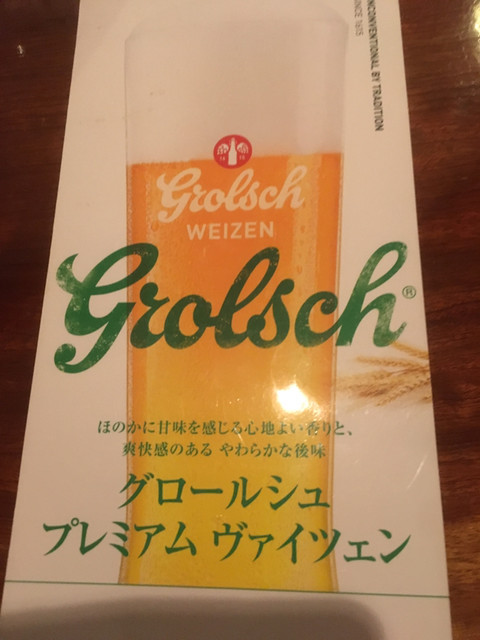 UNCONVENTIONAL BY TRADITION
SINCE 1615
Grolsch
WEIZEN
Grolsch®
ほのかに甘味を感じる心地よい香りと、
爽快感のある やわらかな後味
グロールシュ
プレミアム ヴァイツェン